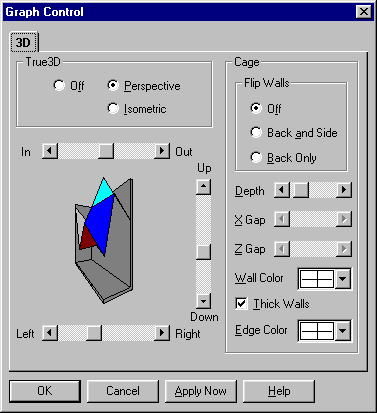 Graph Control
3D
True3D
Off
Perspective
Isometric
In
Out
Up
Down
Left
Right
Cage
Flip Walls
Off
Back and Side
Back Only
Depth
X Gap
Z Gap
Wall Color
Thick Walls
Edge Color
OK
Cancel
Apply Now
Help